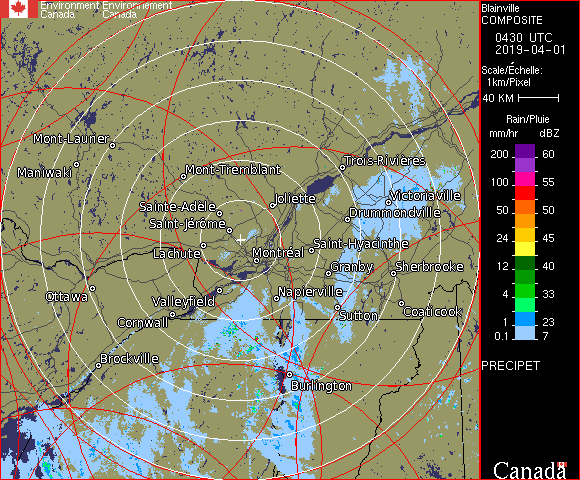 Environment Environnement
Canada Canada
Blainville
COMPOSITE
0430 UTC
2019-04-01
Scale/Échelle:
1km/Pixel
40 KM
Rain/Pluie
mm/hr dBZ
200 60
100 55
50 50
24 45
12 40
4 33
1 23
0.1 7
PRECIPET
Canada
Mont-Laurier
Maniwaki
Mont-Tremblant
Trois-Rivières
Joliette
Victoriaville
Sainte-Adèle
Drummondville
Saint-Jérôme
Saint-Hyacinthe
Lachute
Montréal
Granby
Sherbrooke
Ottawa
Valleyfield
Napierville
Cornwall
Sutton
Coaticook
Brockville
Burlington